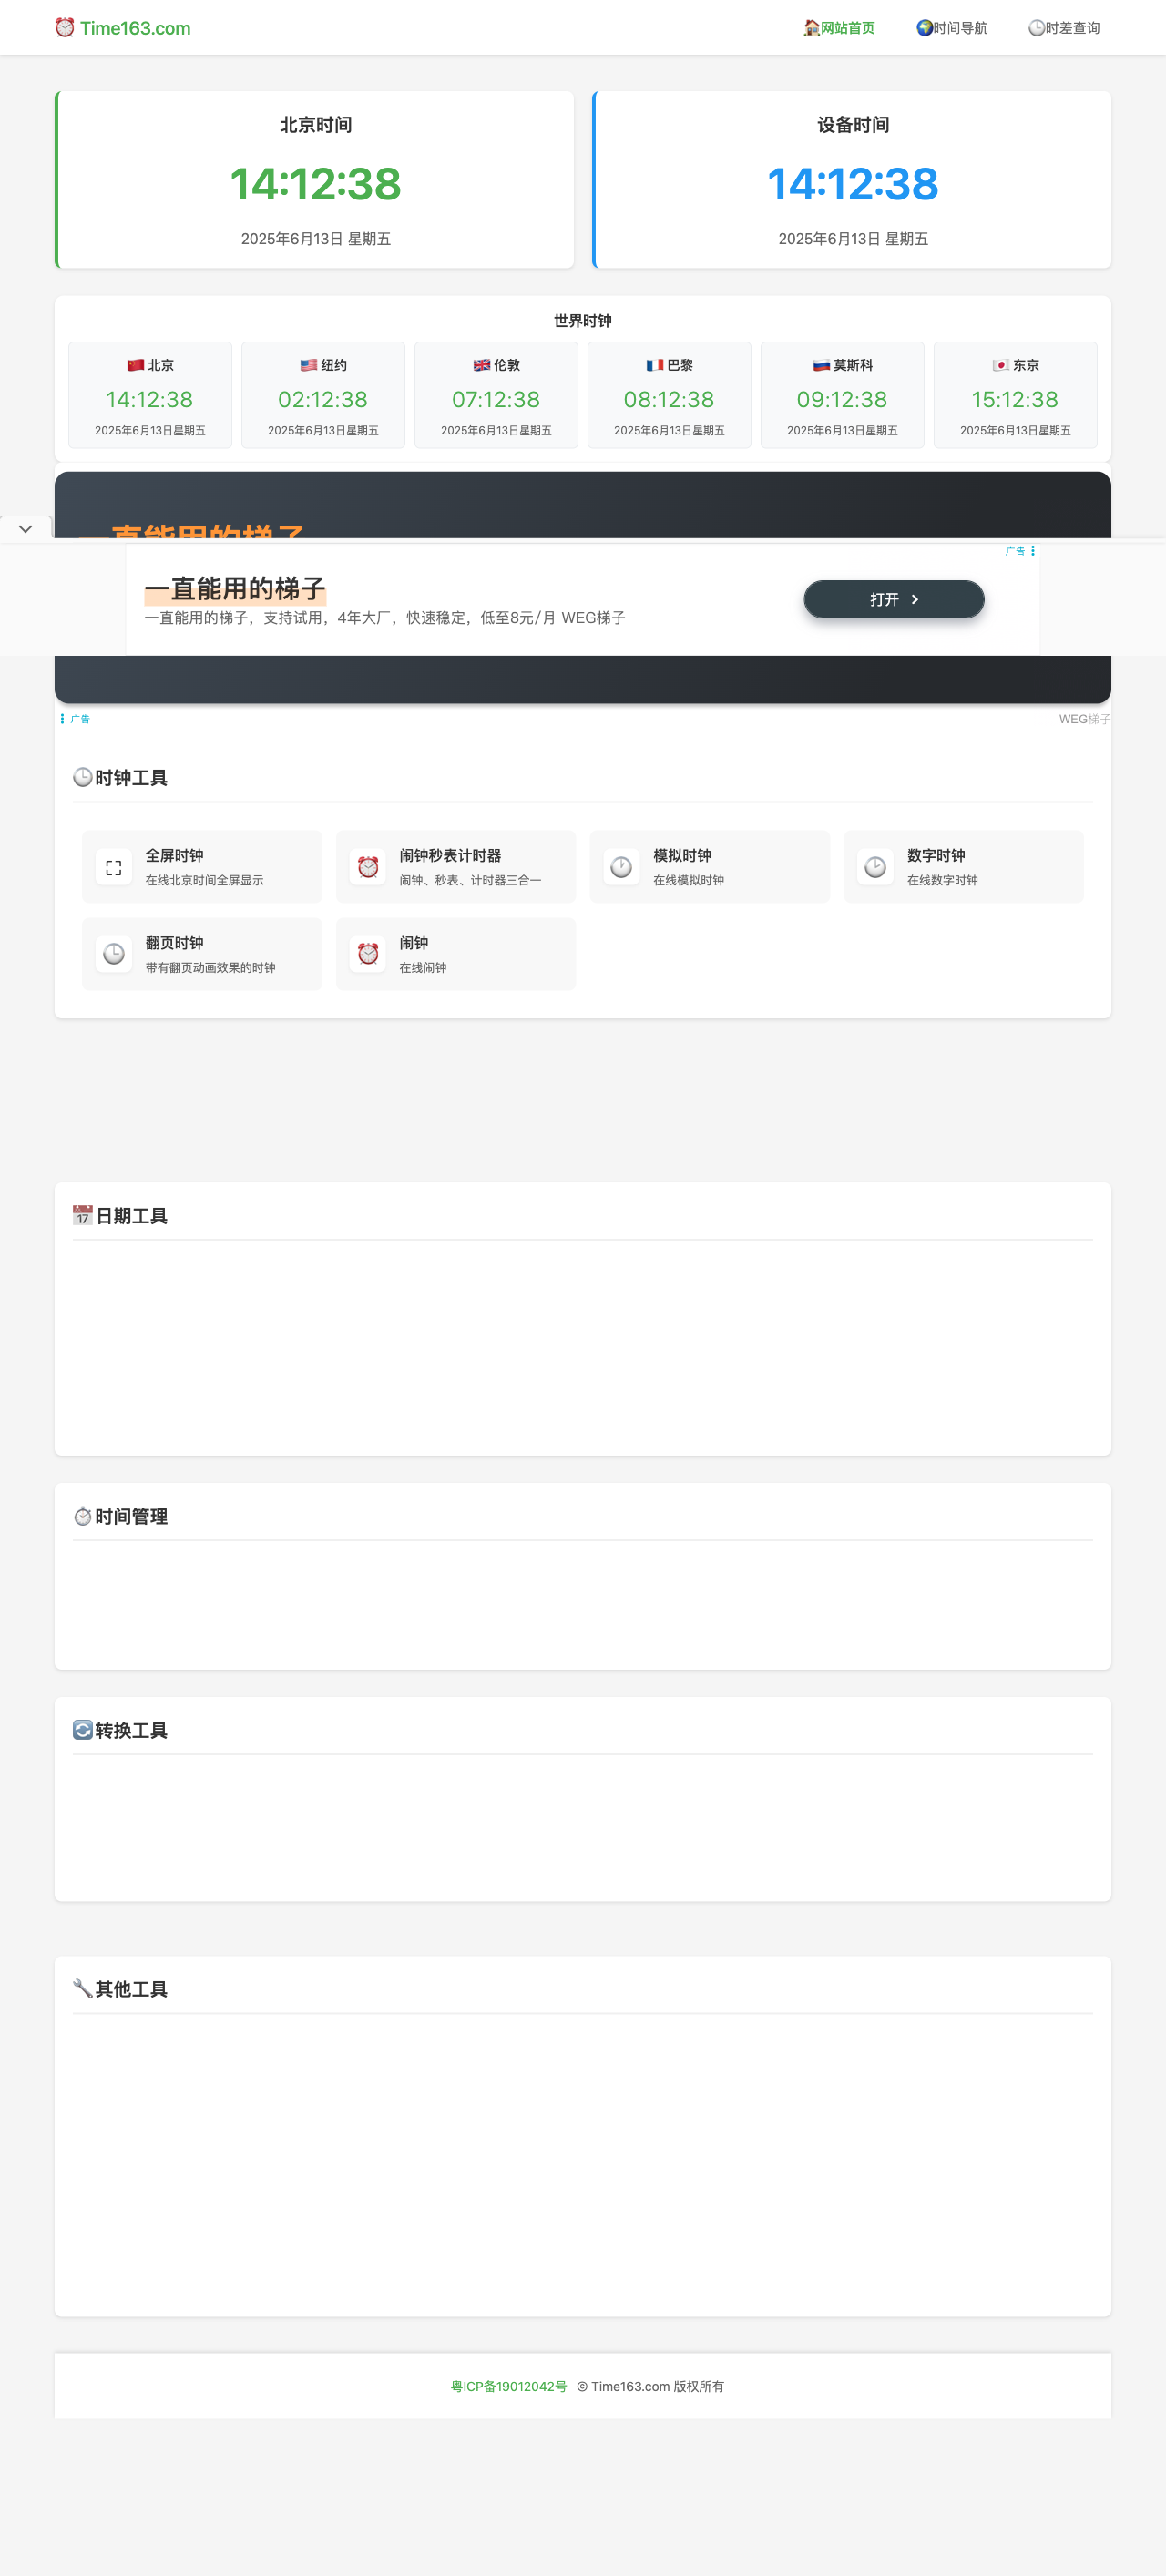 Time163.com
网站首页
时间导航
时差查询
北京时间
14:12:38
2025年6月13日 星期五
设备时间
14:12:38
2025年6月13日 星期五
世界时钟
北京
14:12:38
2025年6月13日星期五
纽约
02:12:38
2025年6月13日星期五
伦敦
07:12:38
2025年6月13日星期五
巴黎
08:12:38
2025年6月13日星期五
莫斯科
09:12:38
2025年6月13日星期五
东京
15:12:38
2025年6月13日星期五
一直能用的梯子
广告
一直能用的梯子
一直能用的梯子，支持试用，4年大厂，快速稳定，低至8元/月 WEG梯子
打开
广告
WEG梯子
时钟工具
全屏时钟
在线北京时间全屏显示
闹钟秒表计时器
闹钟、秒表、计时器三合一
模拟时钟
在线模拟时钟
数字时钟
在线数字时钟
翻页时钟
带有翻页动画效果的时钟
闹钟
在线闹钟
17
日期工具
时间管理
转换工具
其他工具
粤ICP备19012042号 © Time163.com 版权所有